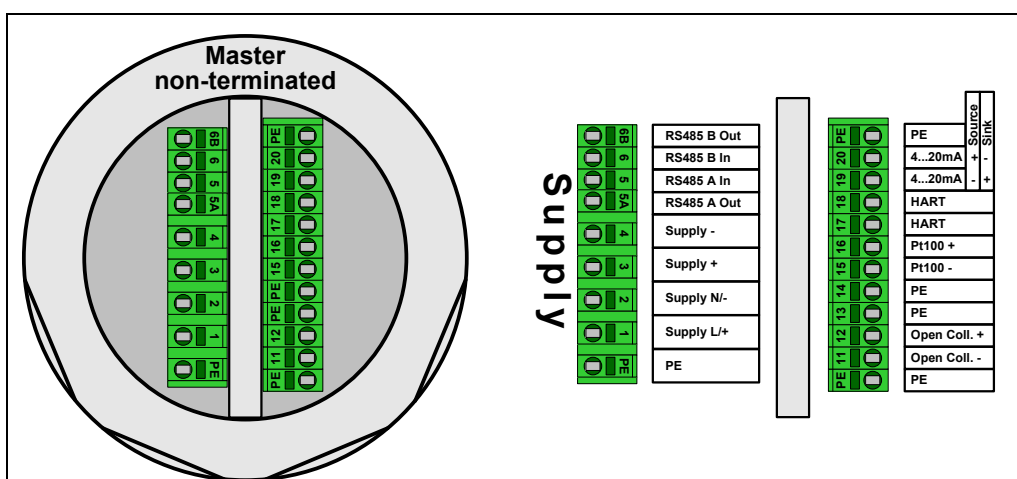 Master
non-terminated
6B
6
5
5A
4
3
2
1
PE
PE
20
19
18
17
16
15
PE
PE
12
11
PE
Supply
6B RS485 B Out
6 RS485 B In
5 RS485 A In
5A RS485 A Out
4 Supply -
3 Supply +
2 Supply N/-
1 Supply L/+
PE PE
Source
Sink
PE PE
20 4...20mA + -
19 4...20mA - +
18 HART
17 HART
16 Pt100 +
15 Pt100 -
14 PE
13 PE
12 Open Coll. +
11 Open Coll. -
PE PE